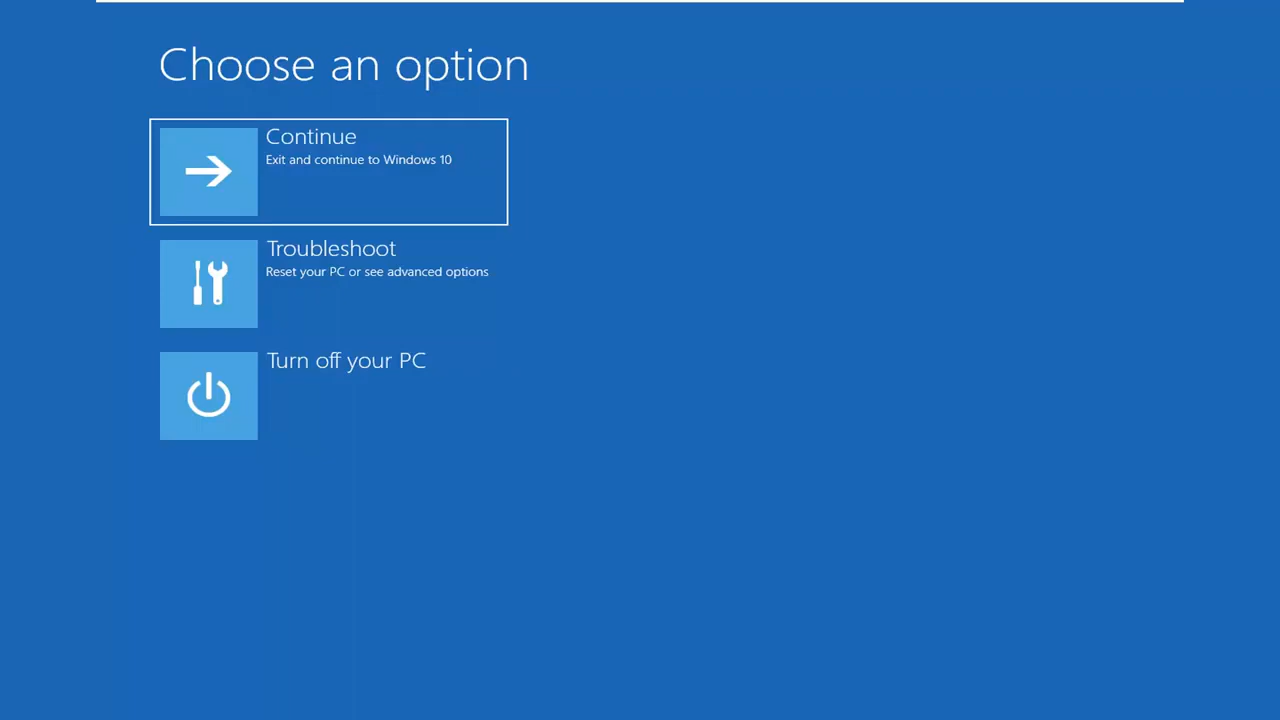 Choose an option
Continue
Exit and continue to Windows 10
Troubleshoot
Reset your PC or see advanced options
Turn off your PC